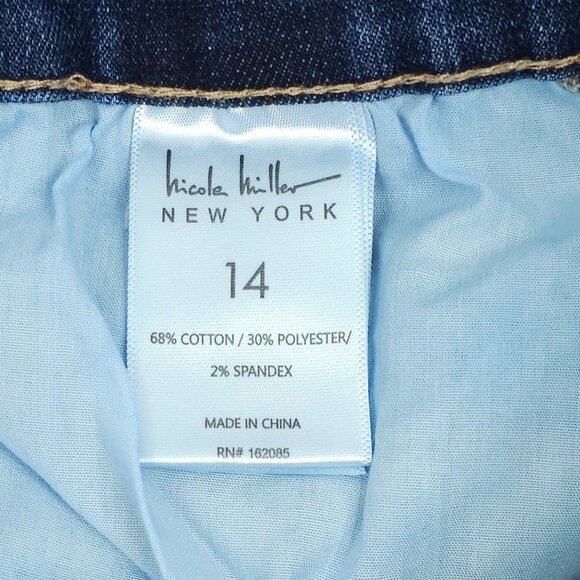 Nicole Miller
NEW YORK
14
68% COTTON / 30% POLYESTER/
2% SPANDEX
MADE IN CHINA
RN# 162085